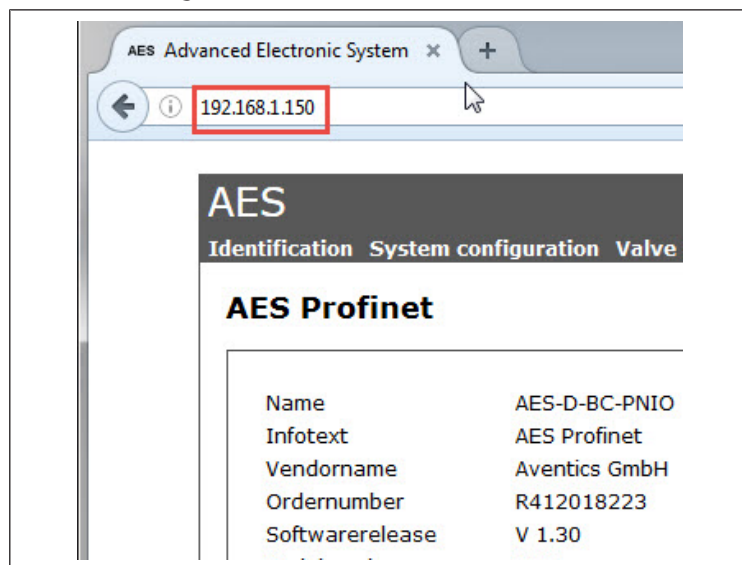 AES Advanced Electronic System
192.168.1.150
AES
Identification System configuration Valve
AES Profinet
Name AES-D-BC-PNIO
Infotext AES Profinet
Vendorname Aventics GmbH
Ordernumber R412018223
Softwarerelease V 1.30